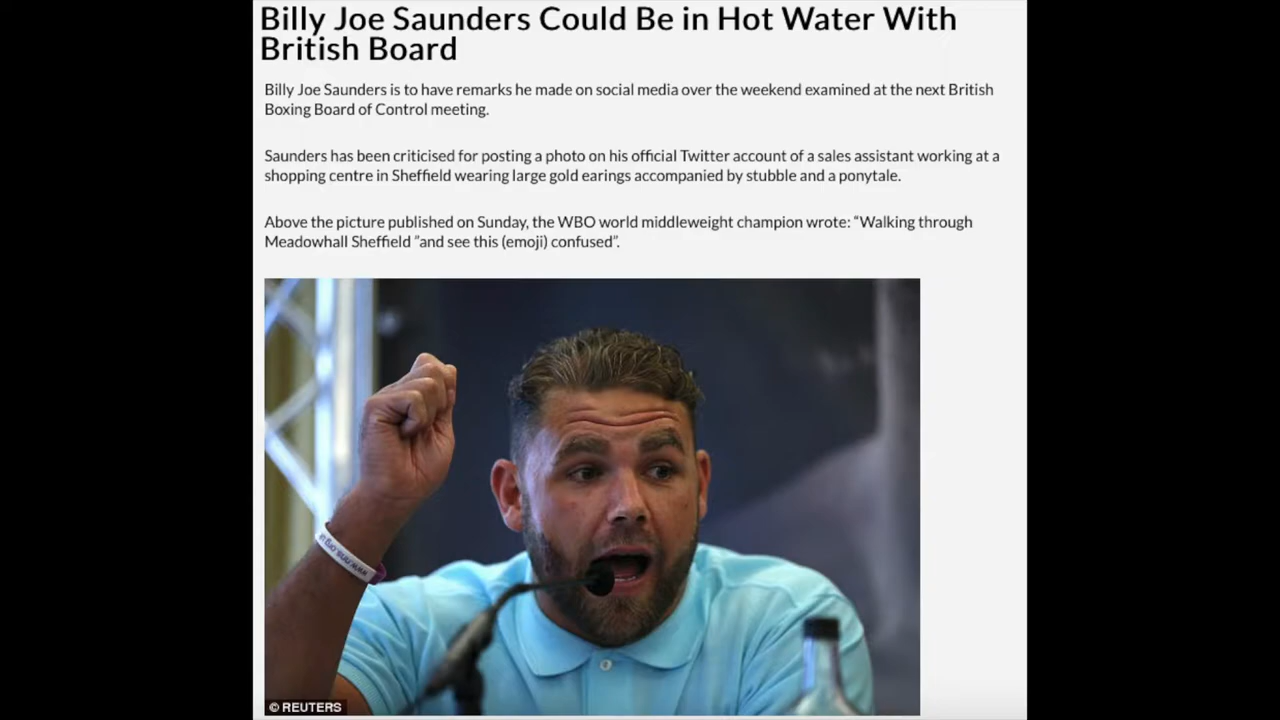 Billy Joe Saunders Could Be in Hot Water With
British Board
Billy Joe Saunders is to have remarks he made on social media over the weekend examined at the next British
Boxing Board of Control meeting.
Saunders has been criticised for posting a photo on his official Twitter account of a sales assistant working at a
shopping centre in Sheffield wearing large gold earings accompanied by stubble and a ponytale.
Above the picture published on Sunday, the WBO world middleweight champion wrote: “Walking through
Meadowhall Sheffield ”and see this (emoji) confused”.
© REUTERS